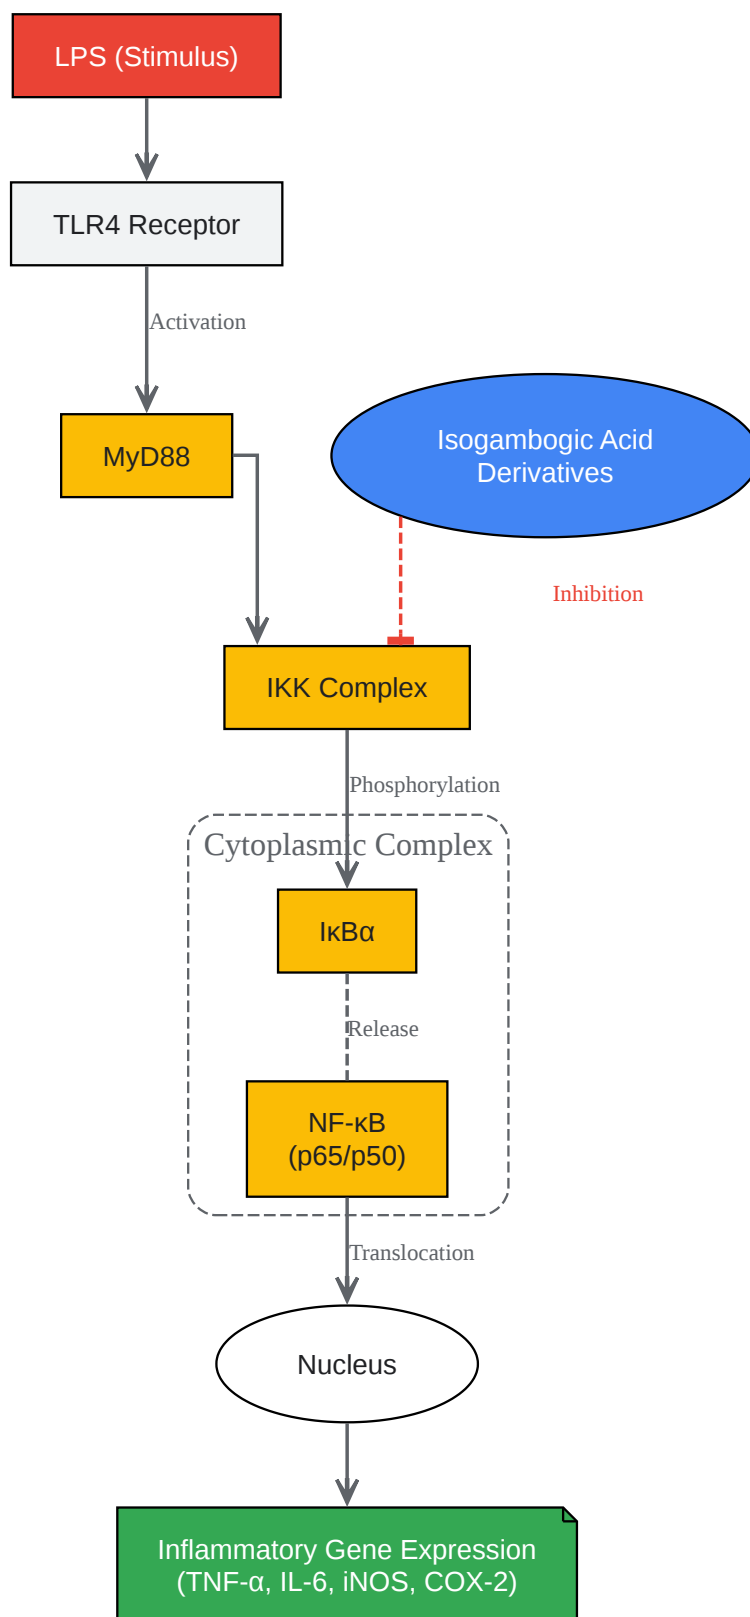 LPS (Stimulus)
TLR4 Receptor
Activation
MyD88
Isogambogic Acid
Derivatives
Inhibition
IKK Complex
Phosphorylation
Cytoplasmic Complex
IκBα
Release
NF-κB
(p65/p50)
Translocation
Nucleus
Inflammatory Gene Expression
(TNF-α, IL-6, iNOS, COX-2)